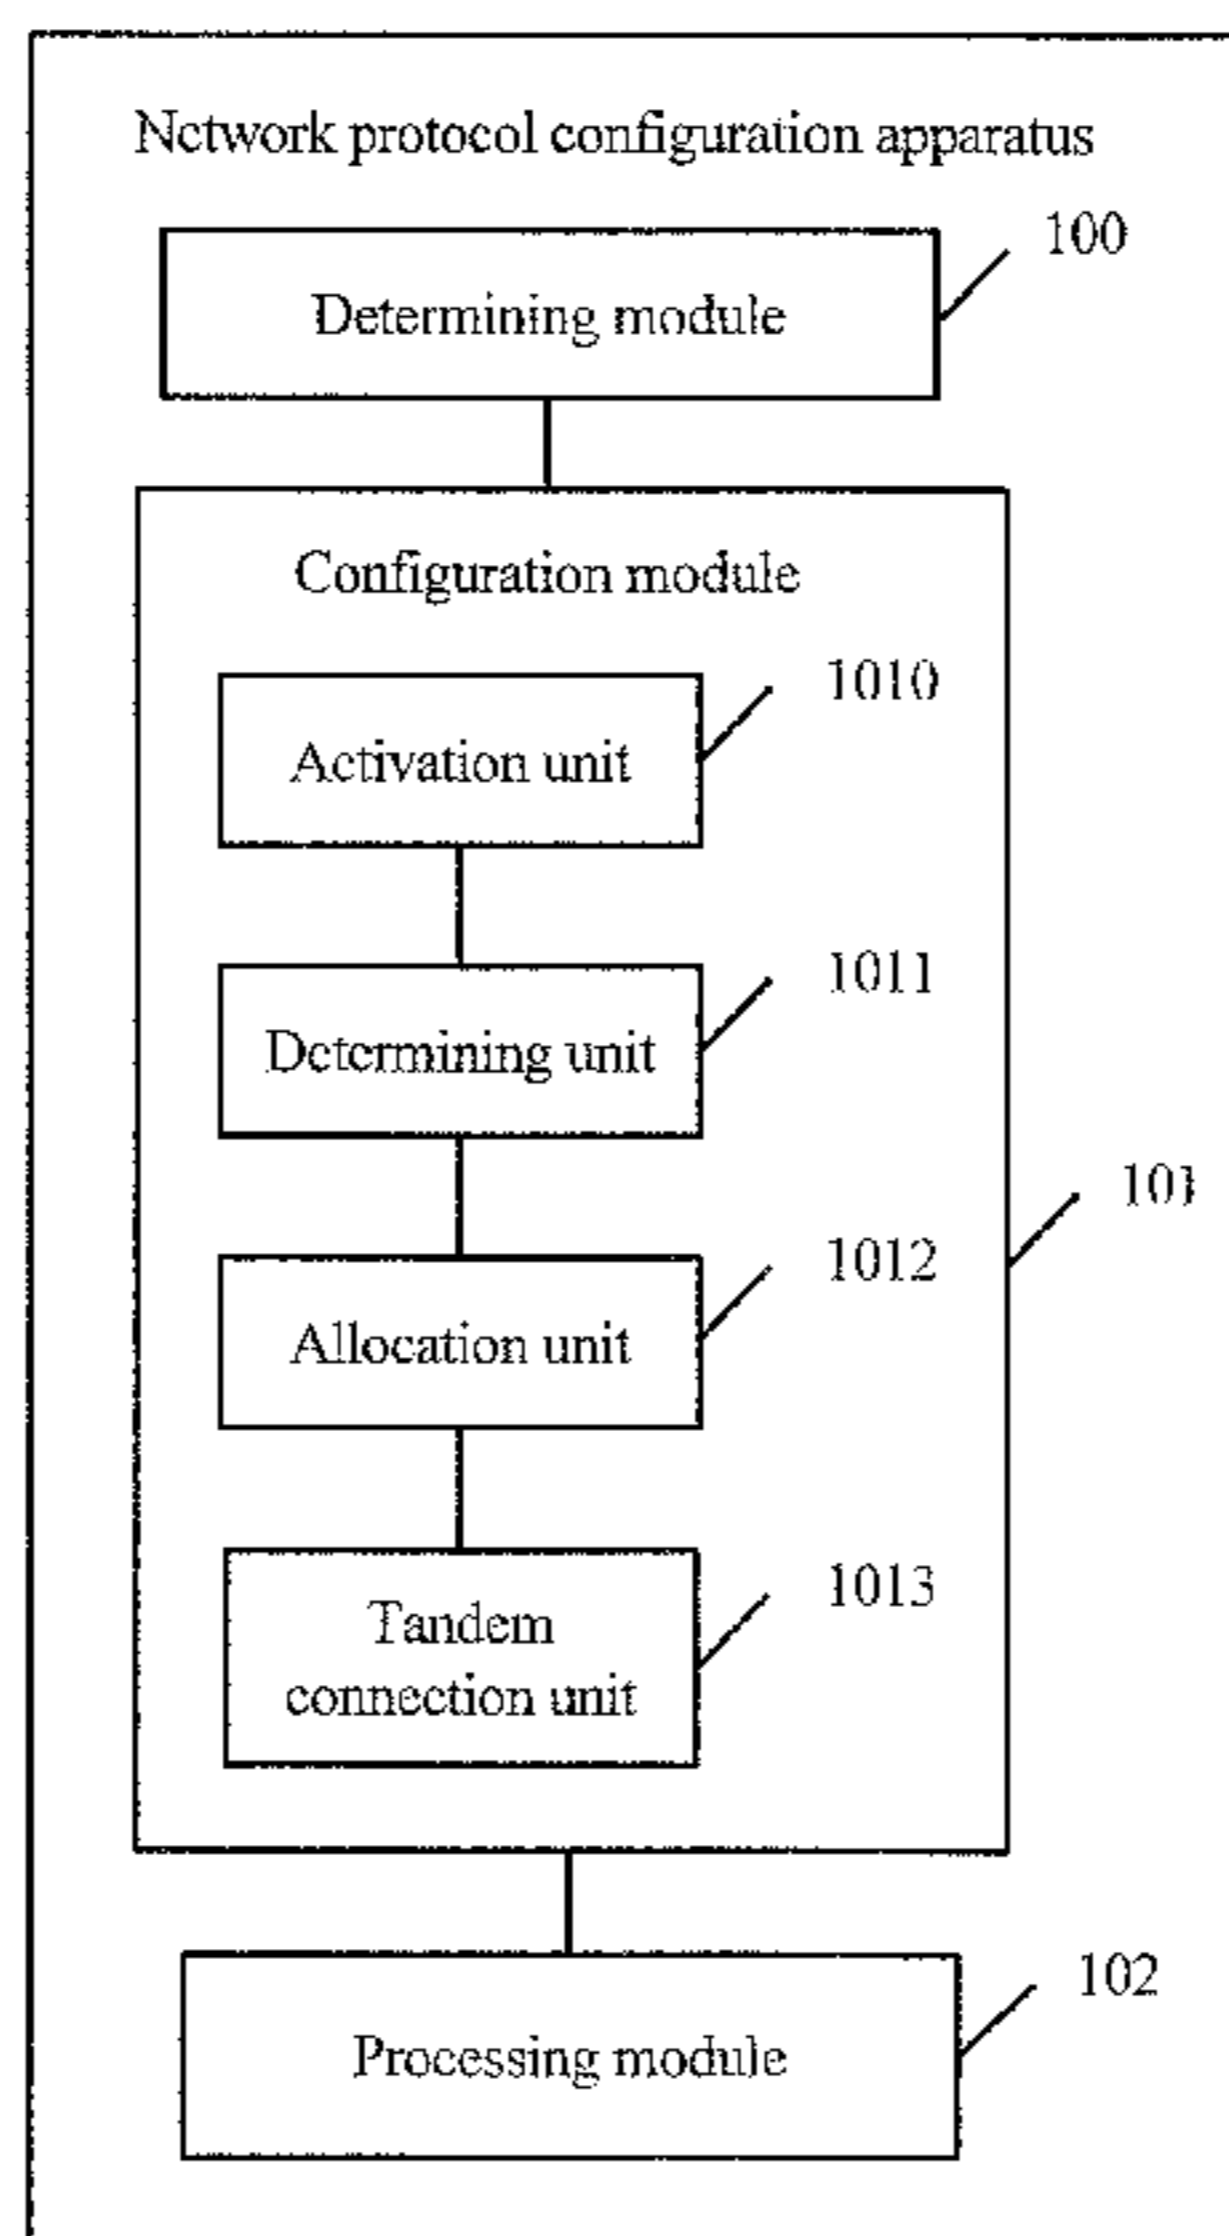 Network protocol configuration apparatus
100
Determining module
Configuration module
1010
Activation unit
1011
Determining unit
101
1012
Allocation unit
1013
Tandem
connection unit
102
Processing module